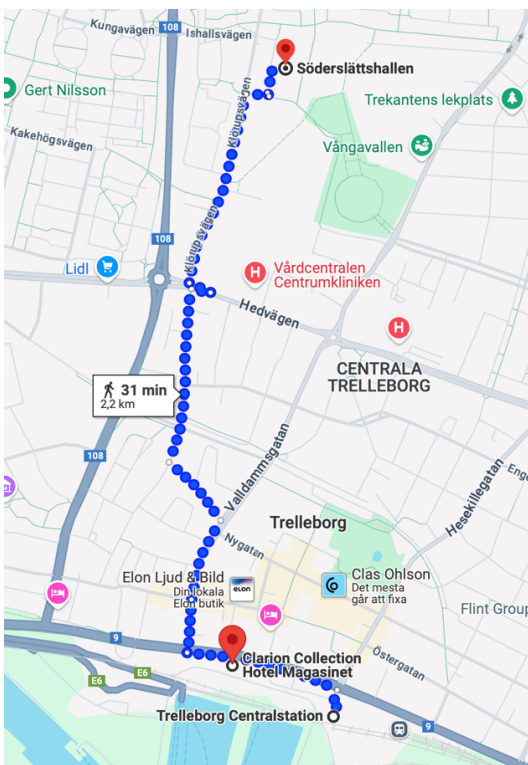 Kungavägen
Ishallsvägen
Söderslättshallen
Gert Nilsson
Trekantens lekplats
Klörupsvägen
Kakehögsvägen
Vångavallen
108
Klörupsvägen
Lidl
H
Vårdcentralen
Centrumkliniken
Hedvägen
H
CENTRALA
TRELLEBORG
31 min
2,2 km
108
Valldammsgatan
Enge
Hesekillegatan
Trelleborg
Nygatan
Elon Ljud & Bild
Din lokala
Elon butik
elon
Clas Ohlson
Det mesta
går att fixa
Flint Group
9
Östergatan
Clarion Collection
Hotel Magasinet
E6
E6
Trelleborg Centralstation
9